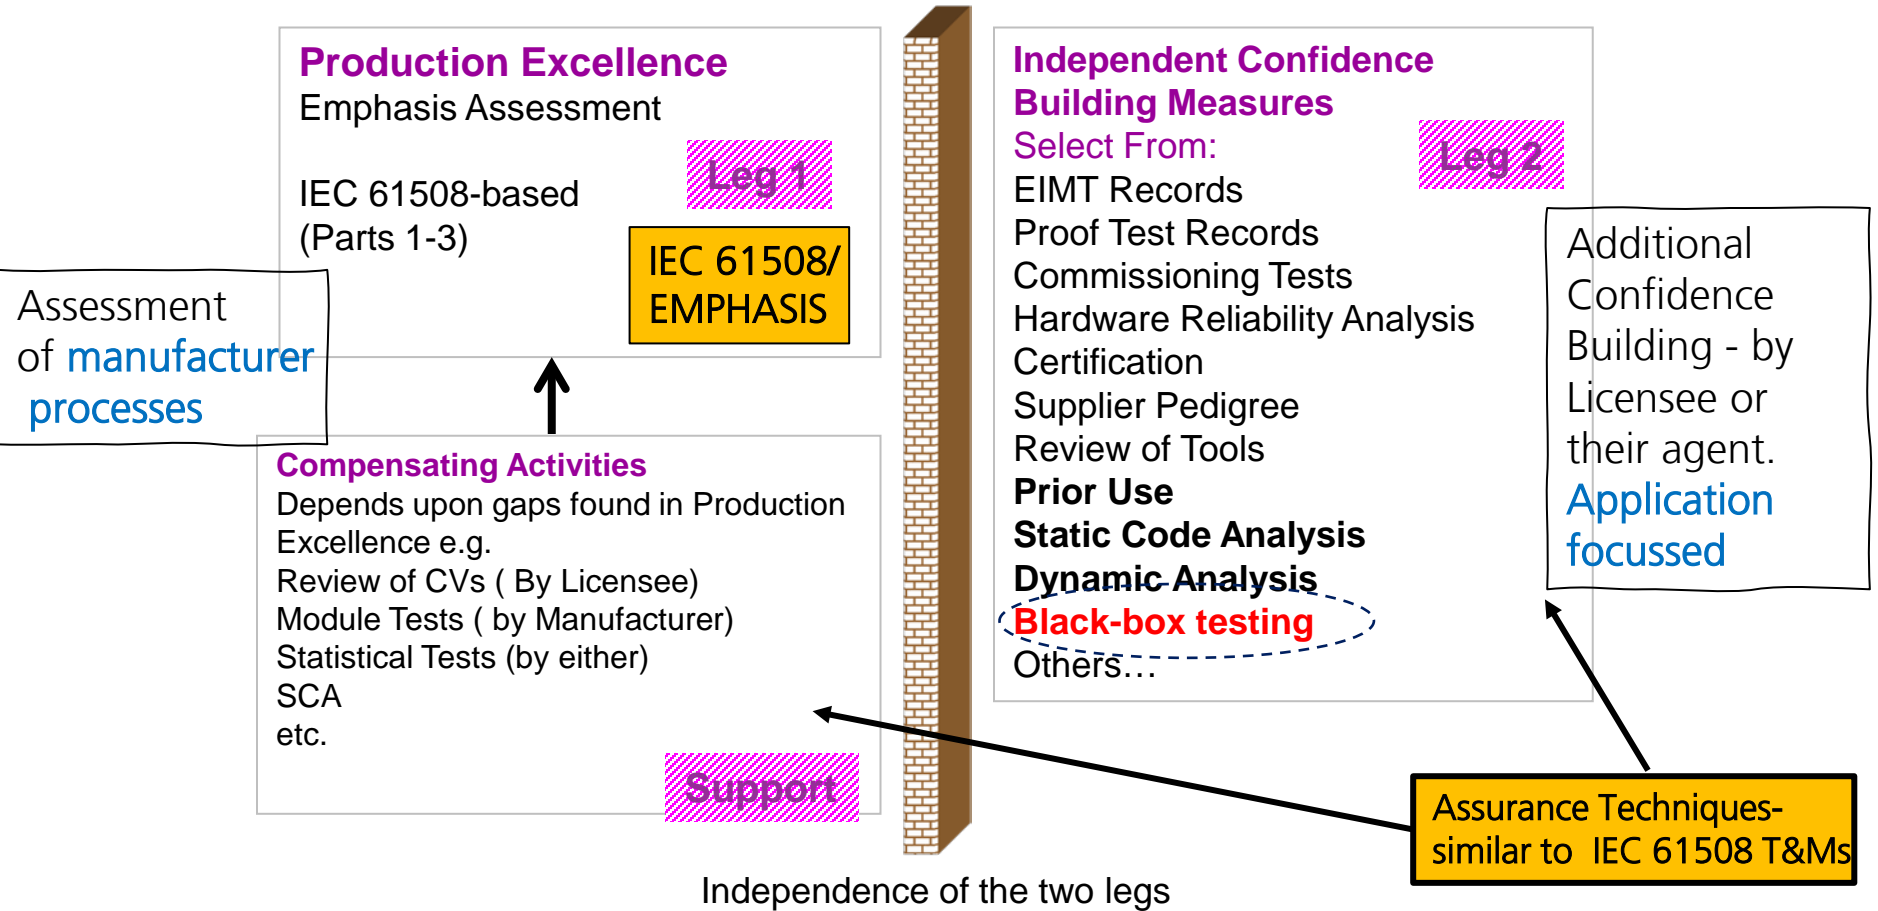 Production Excellence
Emphasis Assessment
Leg 1
IEC 61508-based
(Parts 1-3)
IEC 61508/
EMPHASIS
Assessment
of manufacturer
processes
Compensating Activities
Depends upon gaps found in Production
Excellence e.g.
Review of CVs ( By Licensee)
Module Tests ( by Manufacturer)
Statistical Tests (by either)
SCA
etc.
Support
Independent Confidence
Building Measures
Select From:
Leg 2
EIMT Records
Proof Test Records
Commissioning Tests
Hardware Reliability Analysis
Certification
Supplier Pedigree
Review of Tools
Prior Use
Static Code Analysis
Dynamic Analysis
Black-box testing
Others...
Additional
Confidence
Building - by
Licensee or
their agent.
Application
focussed
Assurance Techniques-
similar to IEC 61508 T&Ms
Independence of the two legs